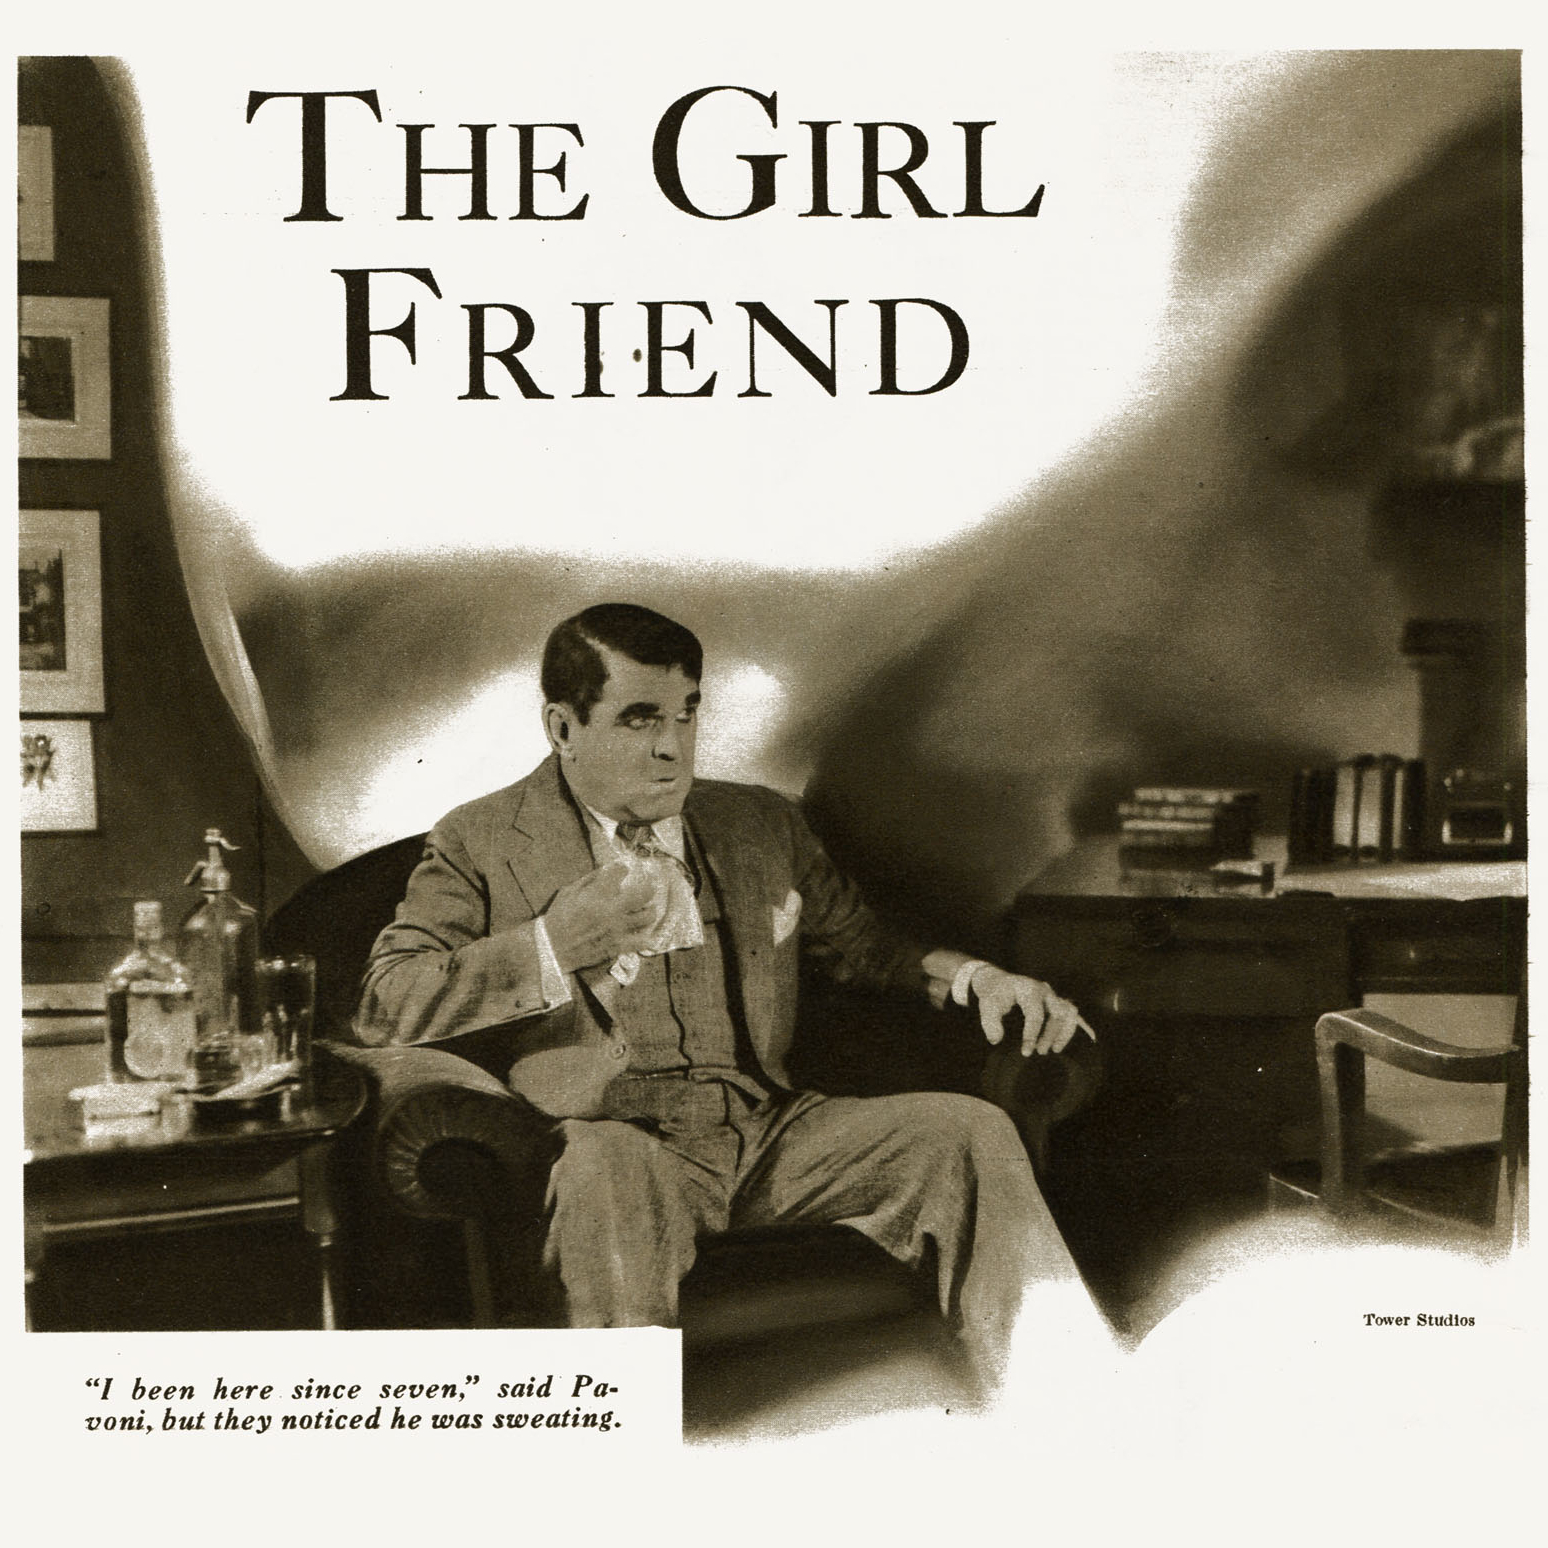 THE GIRL
FRIEND
Tower Studios
“I been here since seven,” said Pa-
voni, but they noticed he was sweating.